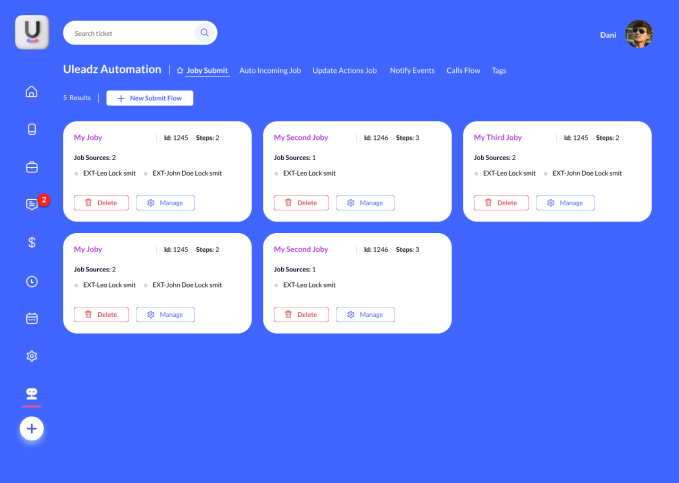 U
Search ticket
Dani
Uleadz Automation
Joby Submit
Auto Incoming Job
Update Actions Job
Notify Events
Calls Flow
Tags
5 Results
+ New Submit Flow
My Joby
Id: 1245 Steps: 2
Job Sources: 2
EXT-Leo Lock smit
EXT-John Doe Lock smit
Delete
Manage
My Second Joby
Id: 1246 Steps: 3
Job Sources: 1
EXT-Leo Lock smit
Delete
Manage
My Third Joby
Id: 1245 Steps: 2
Job Sources: 2
EXT-Leo Lock smit
EXT-John Doe Lock smit
Delete
Manage
2
$
My Joby
Id: 1245 Steps: 2
Job Sources: 2
EXT-Leo Lock smit
EXT-John Doe Lock smit
Delete
Manage
My Second Joby
Id: 1246 Steps: 3
Job Sources: 1
EXT-Leo Lock smit
Delete
Manage
+